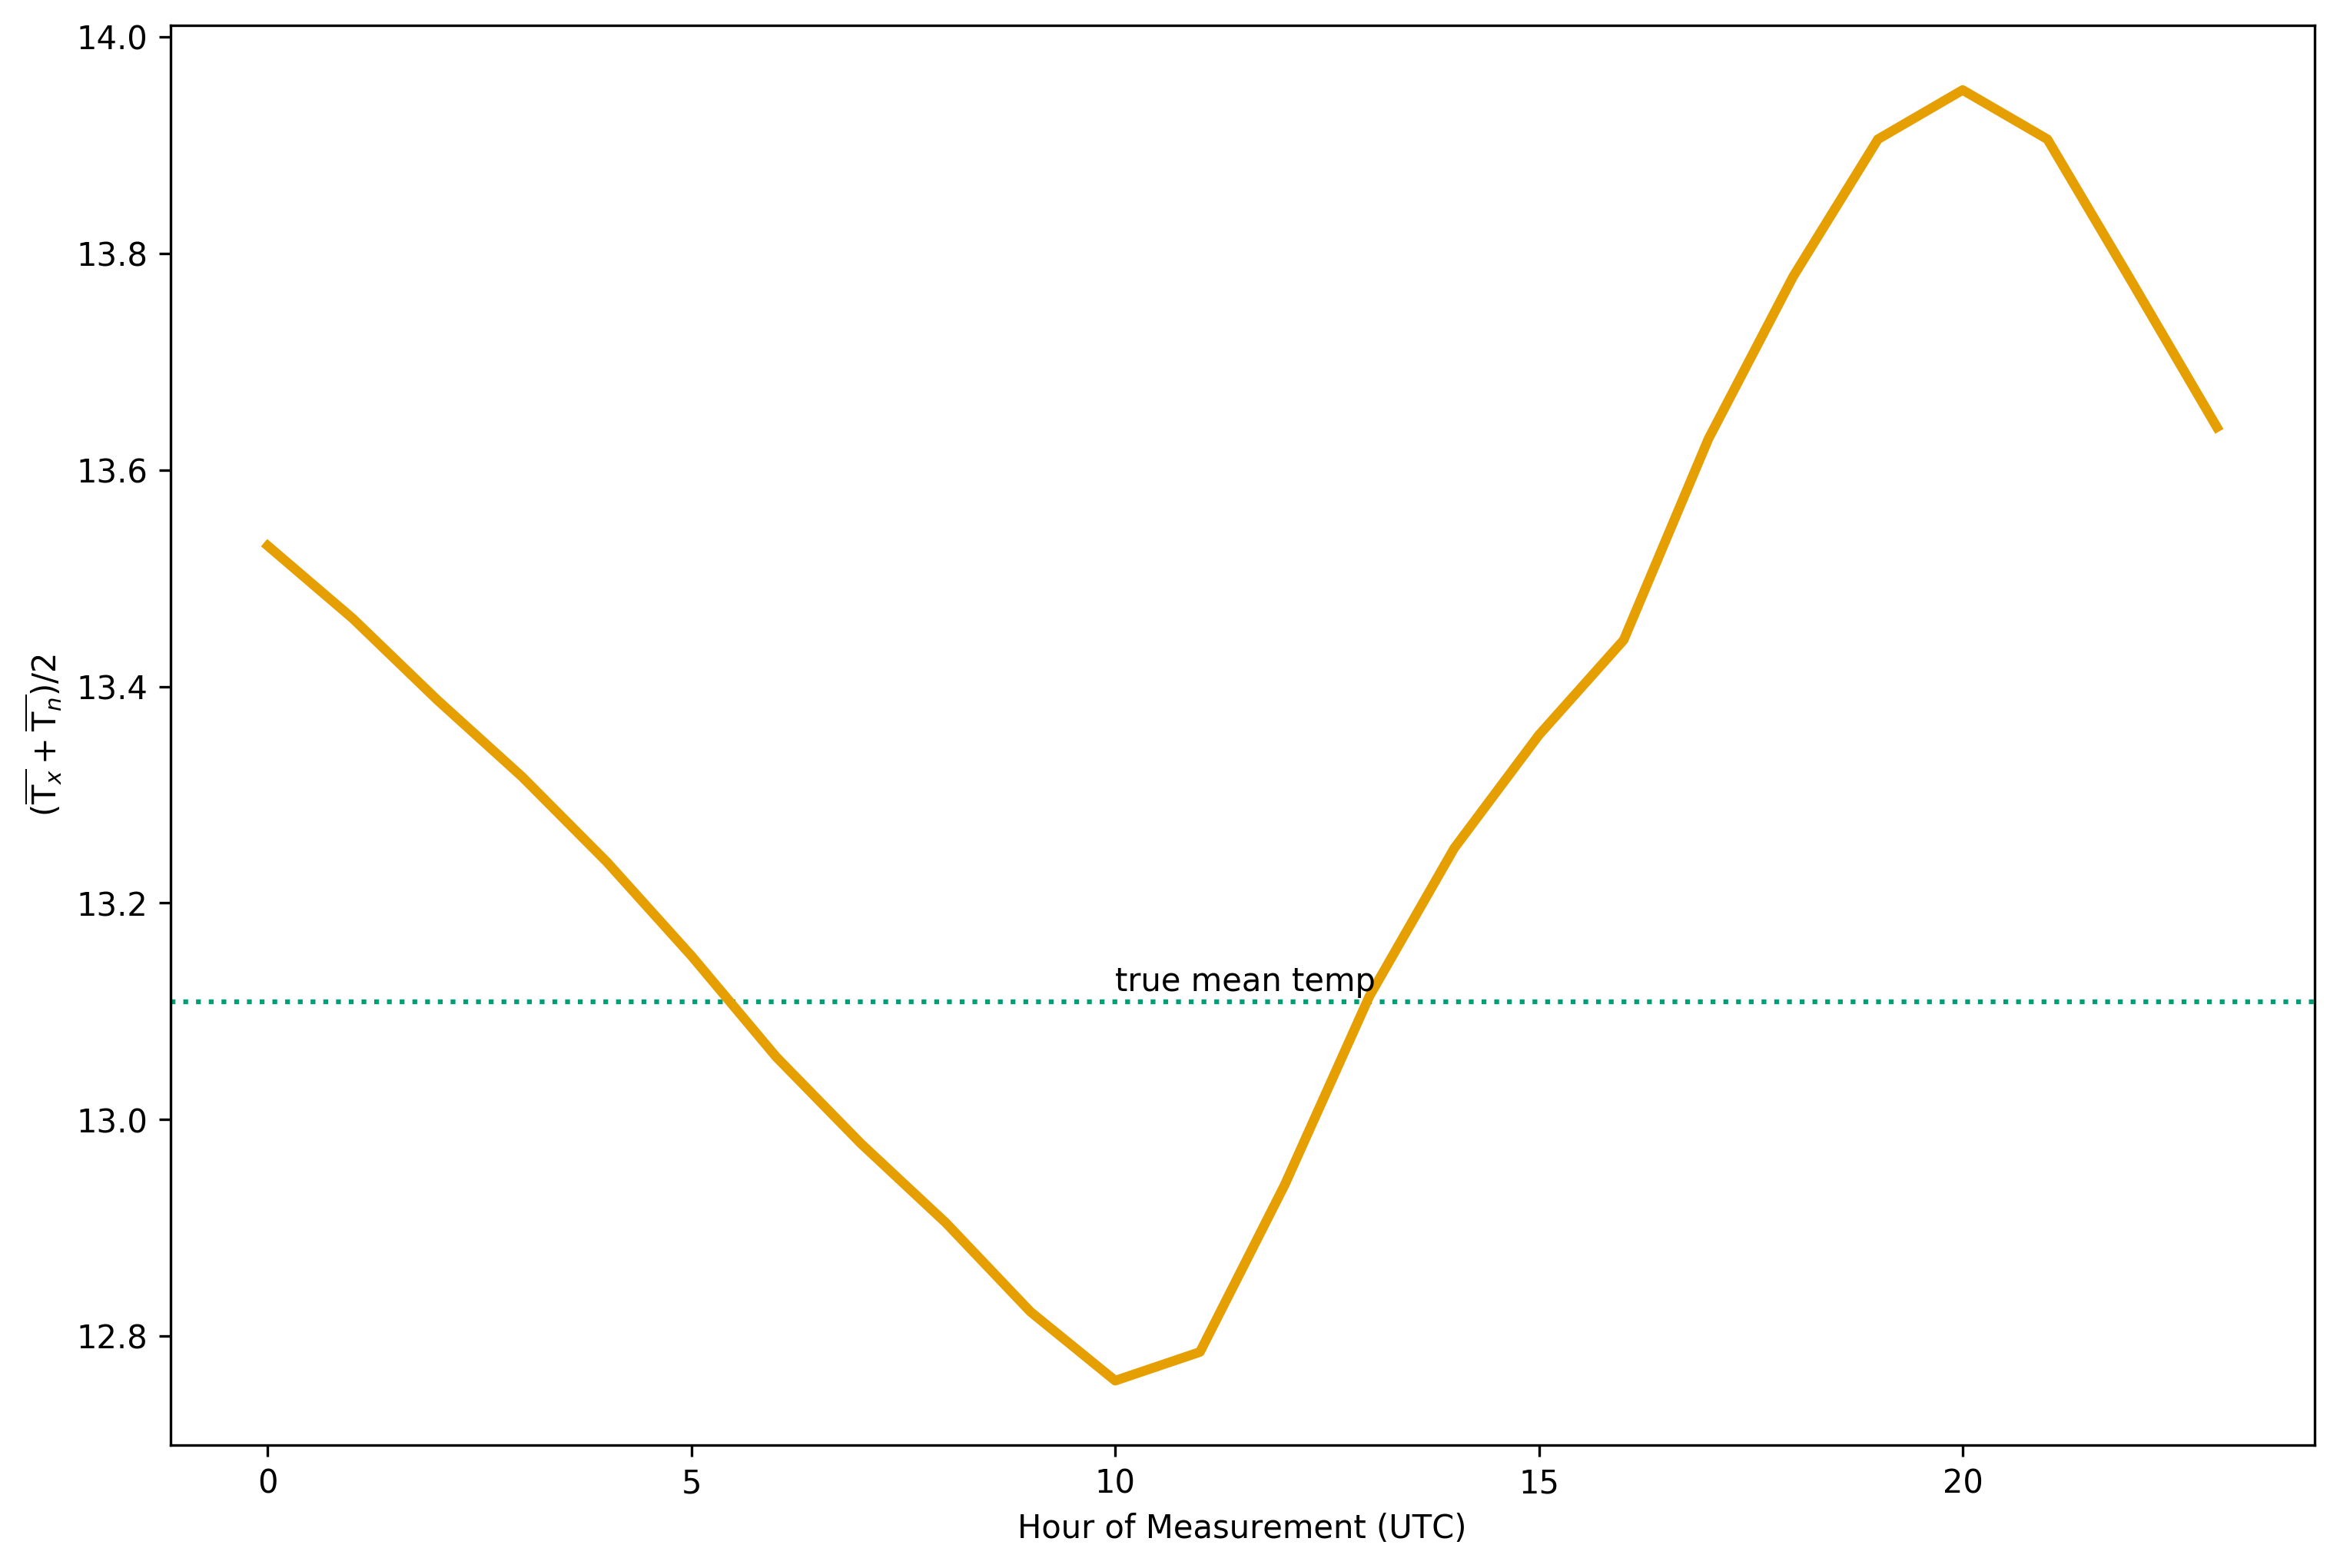 14.0
13.8
13.6
13.4
13.2
13.0
12.8
(T̅ₓ + T̅ₙ)/2
true mean temp
0 5 10 15 20
Hour of Measurement (UTC)